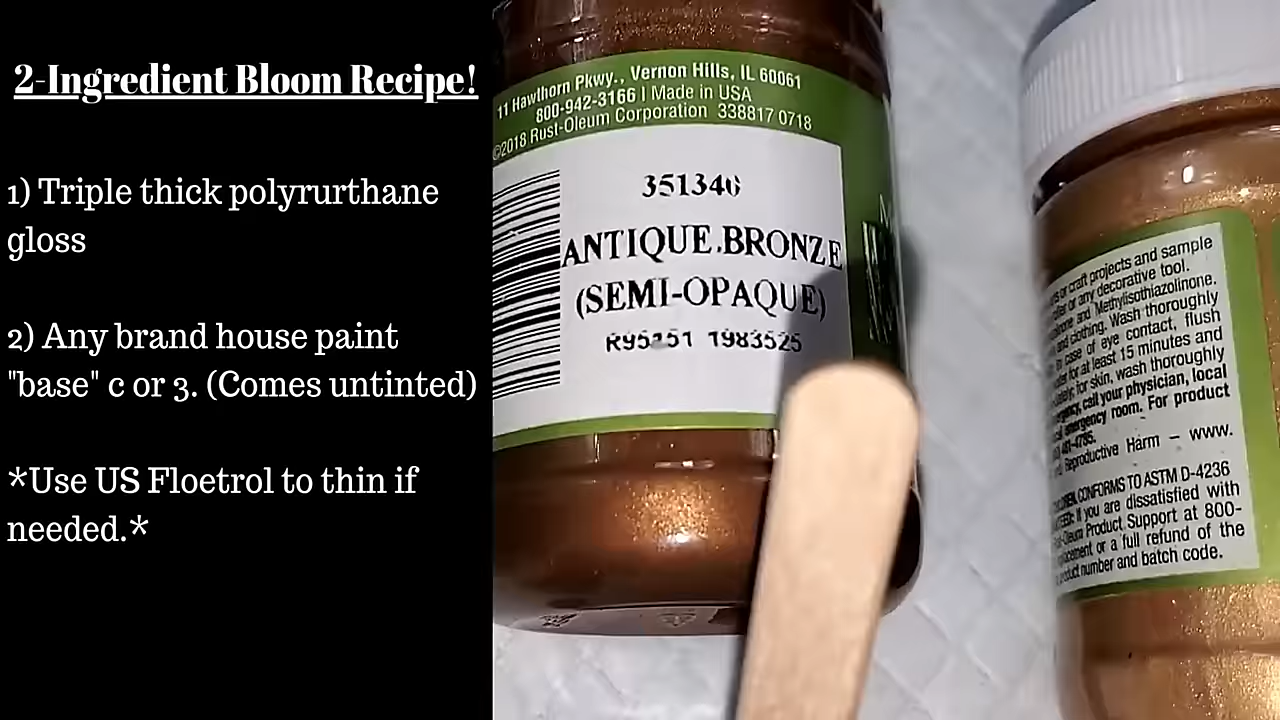 2-Ingredient Bloom Recipe!
1) Triple thick polyrurthane
gloss
2) Any brand house paint
"base" c or 3. (Comes untinted)
*Use US Floetrol to thin if
needed.*
11 Hawthorn Pkwy., Vernon Hills, IL 60061
800-942-3166 | Made in USA
©2018 Rust-Oleum Corporation 338817 0718
351346
ANTIQUE BRONZE
(SEMI-OPAQUE)
1983525
or craft projects and sample
or any decorative tool.
and Methylisothiazolinone.
and clothing. Wash thoroughly
In case of eye contact, flush
for at least 15 minutes and
for skin, wash thoroughly
call your physician, local
emergency room. For product
Reproductive Harm – www.
CONFORMS TO ASTM D-4236
If you are dissatisfied with
Product Support at 800-
or a full refund of the
product number and batch code.